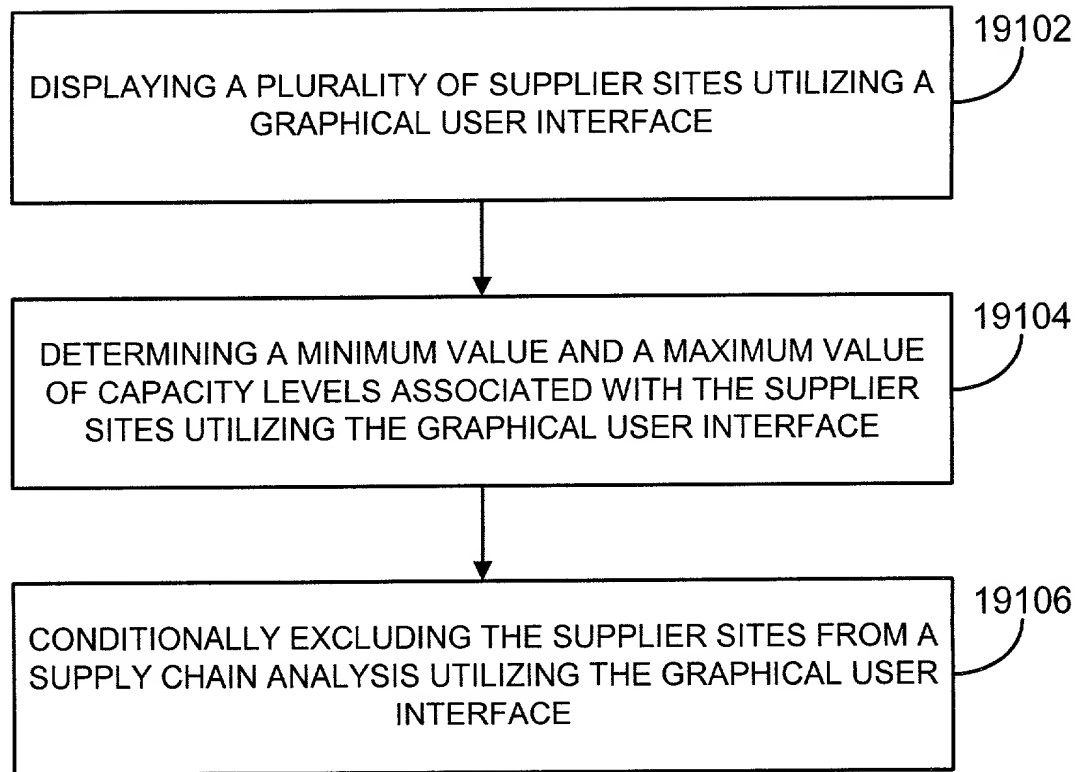 19102
DISPLAYING A PLURALITY OF SUPPLIER SITES UTILIZING A
GRAPHICAL USER INTERFACE
19104
DETERMINING A MINIMUM VALUE AND A MAXIMUM VALUE
OF CAPACITY LEVELS ASSOCIATED WITH THE SUPPLIER
SITES UTILIZING THE GRAPHICAL USER INTERFACE
19106
CONDITIONALLY EXCLUDING THE SUPPLIER SITES FROM A
SUPPLY CHAIN ANALYSIS UTILIZING THE GRAPHICAL USER
INTERFACE